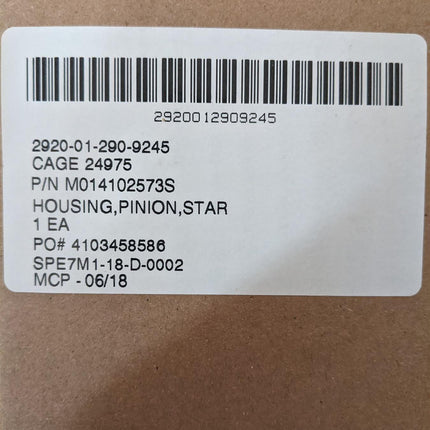 2920012909245
2920-01-290-9245
CAGE 24975
P/N M014102573S
HOUSING,PINION,STAR
1 EA
PO# 4103458586
SPE7M1-18-D-0002
MCP - 06/18